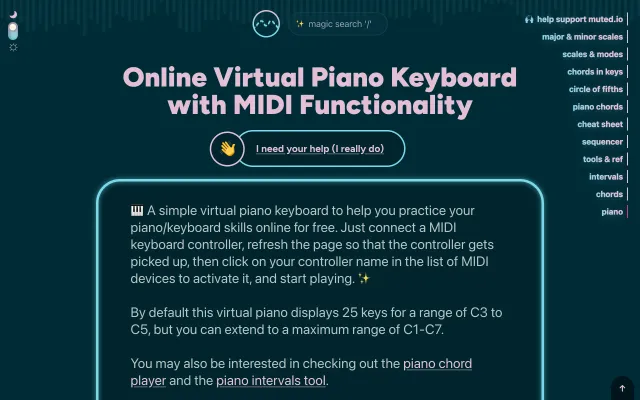 ✨ magic search '/'
🙌 help support muted.io
major & minor scales
scales & modes
chords in keys
circle of fifths
piano chords
cheat sheet
sequencer
tools & ref
intervals
chords
piano
Online Virtual Piano Keyboard
with MIDI Functionality
👋 I need your help (I really do)
🎹 A simple virtual piano keyboard to help you practice your
piano/keyboard skills online for free. Just connect a MIDI
keyboard controller, refresh the page so that the controller gets
picked up, then click on your controller name in the list of MIDI
devices to activate it, and start playing. ✨
By default this virtual piano displays 25 keys for a range of C3 to
C5, but you can extend to a maximum range of C1-C7.
You may also be interested in checking out the piano chord
player and the piano intervals tool.